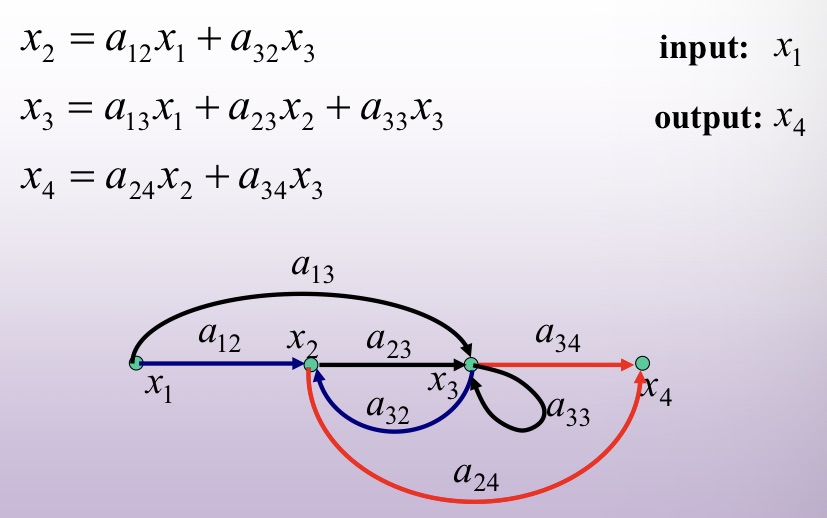 x₂ = a₁₂x₁ + a₃₂x₃
input: x₁
x₃ = a₁₃x₁ + a₂₃x₂ + a₃₃x₃
output: x₄
x₄ = a₂₄x₂ + a₃₄x₃
a₁₃
a₁₂ x₂ a₂₃ a₃₄
x₁ x₃ x₄
a₃₂ a₃₃
a₂₄